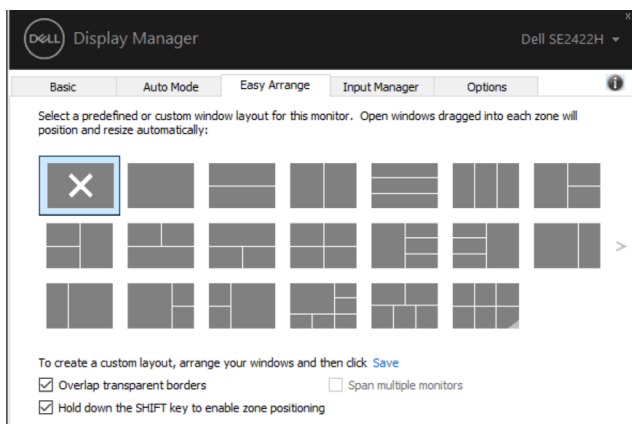 x
DELL Display Manager Dell SE2422H
Basic Auto Mode Easy Arrange Input Manager Options i
Select a predefined or custom window layout for this monitor. Open windows dragged into each zone will
position and resize automatically:
>
To create a custom layout, arrange your windows and then click Save
Overlap transparent borders Span multiple monitors
Hold down the SHIFT key to enable zone positioning